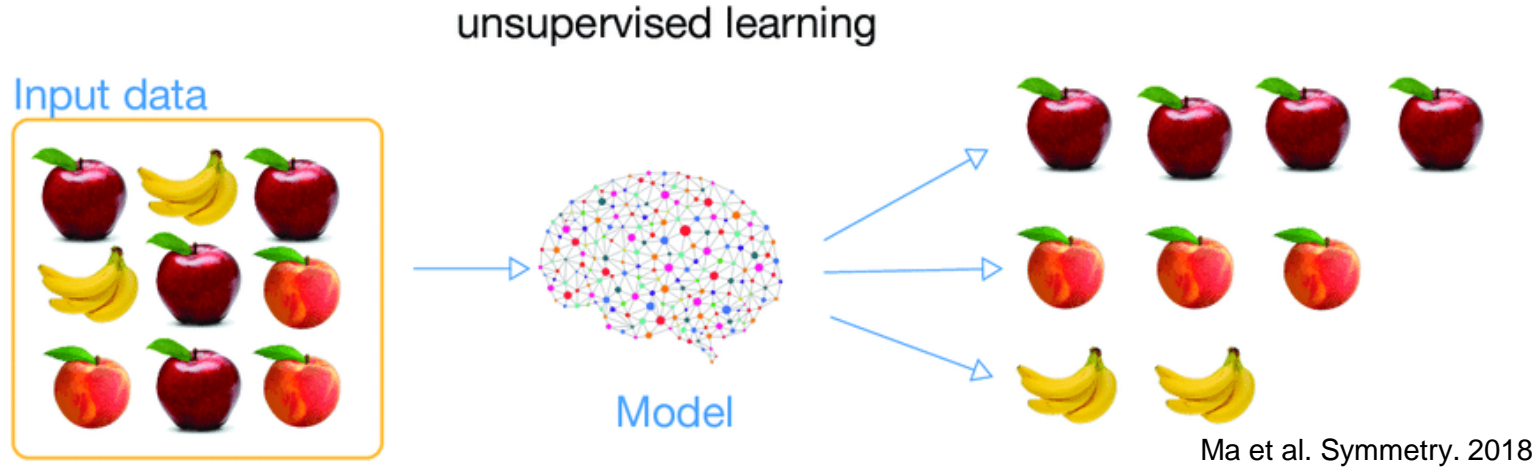 unsupervised learning
Input data
Model
Ma et al. Symmetry. 2018